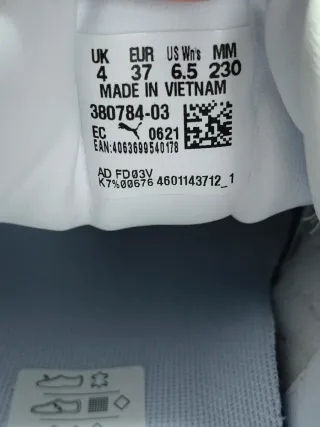 UK EUR US Wn's MM
4 37 6.5 230
MADE IN VIETNAM
380784-03
EC 0621
EAN:4063699540178
AD FD03V
K7%00676 4601143712_1